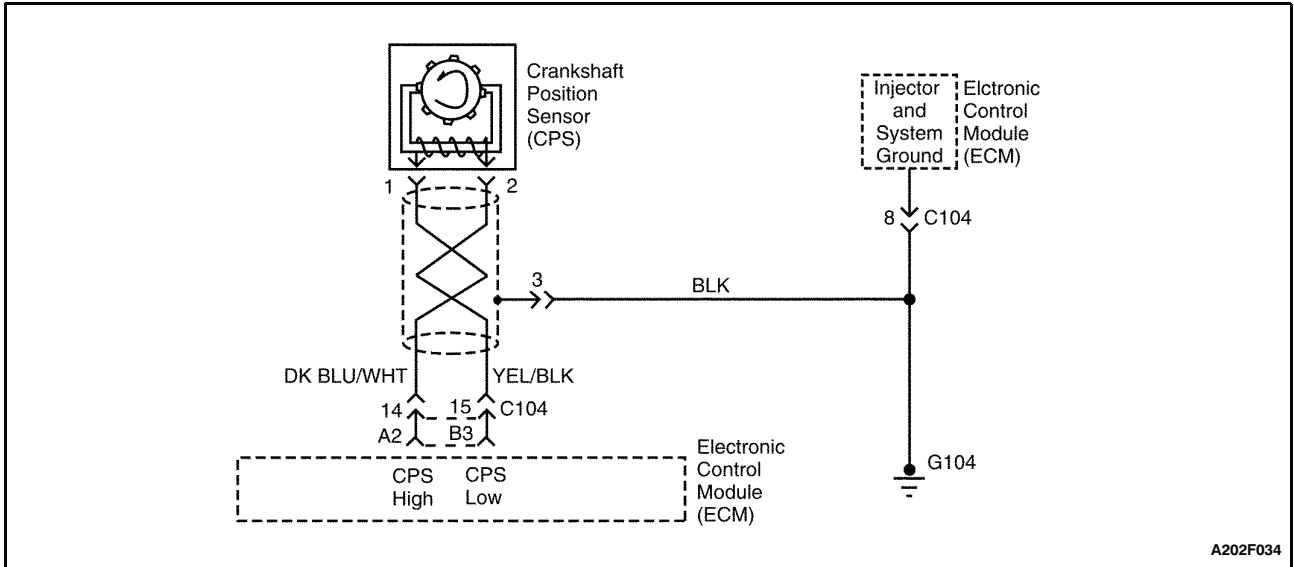 Crankshaft
Position
Sensor
(CPS)
1
2
Injector
and
System
Ground
Elctronic
Control
Module
(ECM)
8
C104
3
BLK
DK BLU/WHT
YEL/BLK
14
15
C104
A2
B3
CPS
High
CPS
Low
Electronic
Control
Module
(ECM)
G104
A202F034